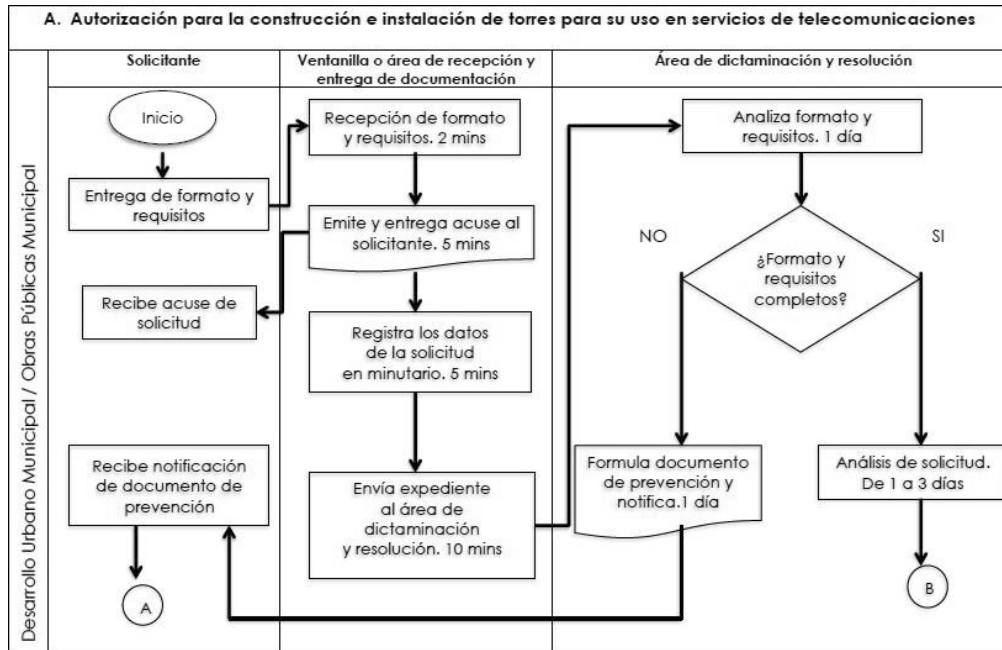 A. Autorización para la construcción e instalación de torres para su uso en servicios de telecomunicaciones
Desarrollo Urbano Municipal / Obras Públicas Municipal
Solicitante
Ventanilla o área de recepción y
entrega de documentación
Área de dictaminación y resolución
Inicio
Entrega de formato y
requisitos
Recepción de formato
y requisitos. 2 mins
Emite y entrega acuse al
solicitante. 5 mins
Recibe acuse de
solicitud
Registra los datos
de la solicitud
en minutario. 5 mins
Envía expediente
al área de
dictaminación
y resolución. 10 mins
Analiza formato y
requisitos. 1 día
¿Formato y
requisitos
completos?
NO
SI
Formula documento
de prevención y
notifica.1 día
Análisis de solicitud.
De 1 a 3 días
Recibe notificación
de documento de
prevención
A
B